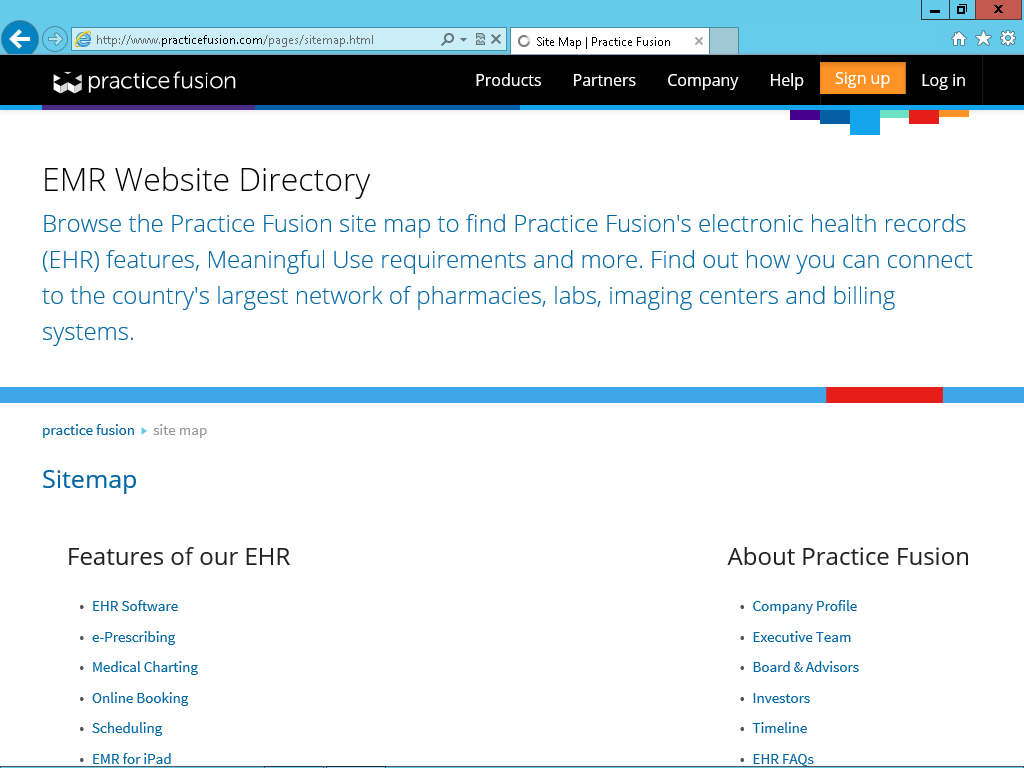 http://www.practicefusion.com/pages/sitemap.html
Site Map | Practice Fusion
practice fusion
Products
Partners
Company
Help
Sign up
Log in
EMR Website Directory
Browse the Practice Fusion site map to find Practice Fusion's electronic health records
(EHR) features, Meaningful Use requirements and more. Find out how you can connect
to the country's largest network of pharmacies, labs, imaging centers and billing
systems.
practice fusion
site map
Sitemap
Features of our EHR
EHR Software
e-Prescribing
Medical Charting
Online Booking
Scheduling
EMR for iPad
About Practice Fusion
Company Profile
Executive Team
Board & Advisors
Investors
Timeline
EHR FAQs